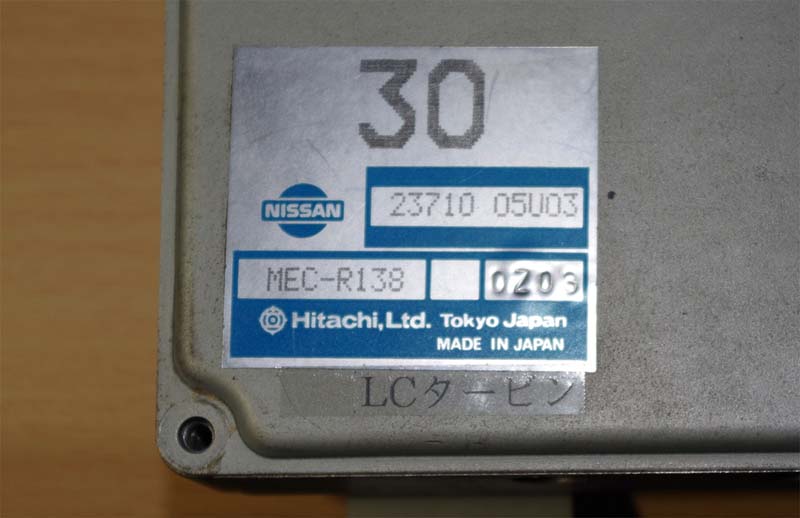 30
NISSAN
23710 05U03
MEC-R138 0203
Hitachi,Ltd. Tokyo Japan
MADE IN JAPAN
LCタービン